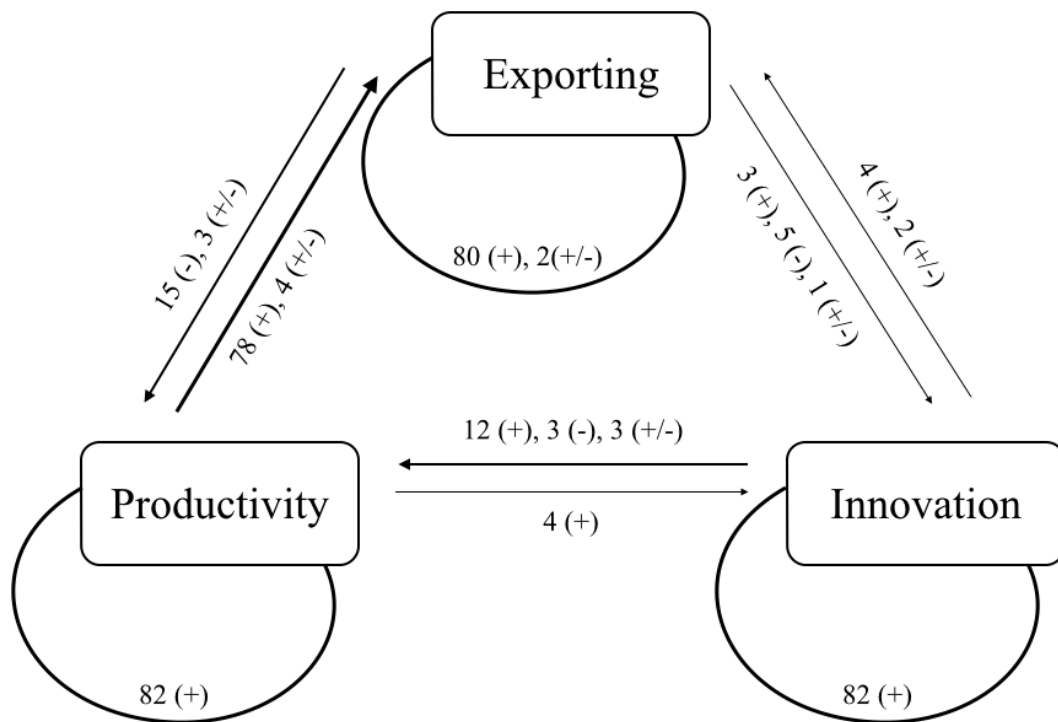 Exporting
15 (-), 3 (+/-)
78 (+), 4 (+/-)
80 (+), 2(+/-)
3 (+), 5 (-), 1 (+/-)
4 (+), 2 (+/-)
12 (+), 3 (-), 3 (+/-)
Productivity
4 (+)
Innovation
82 (+)
82 (+)